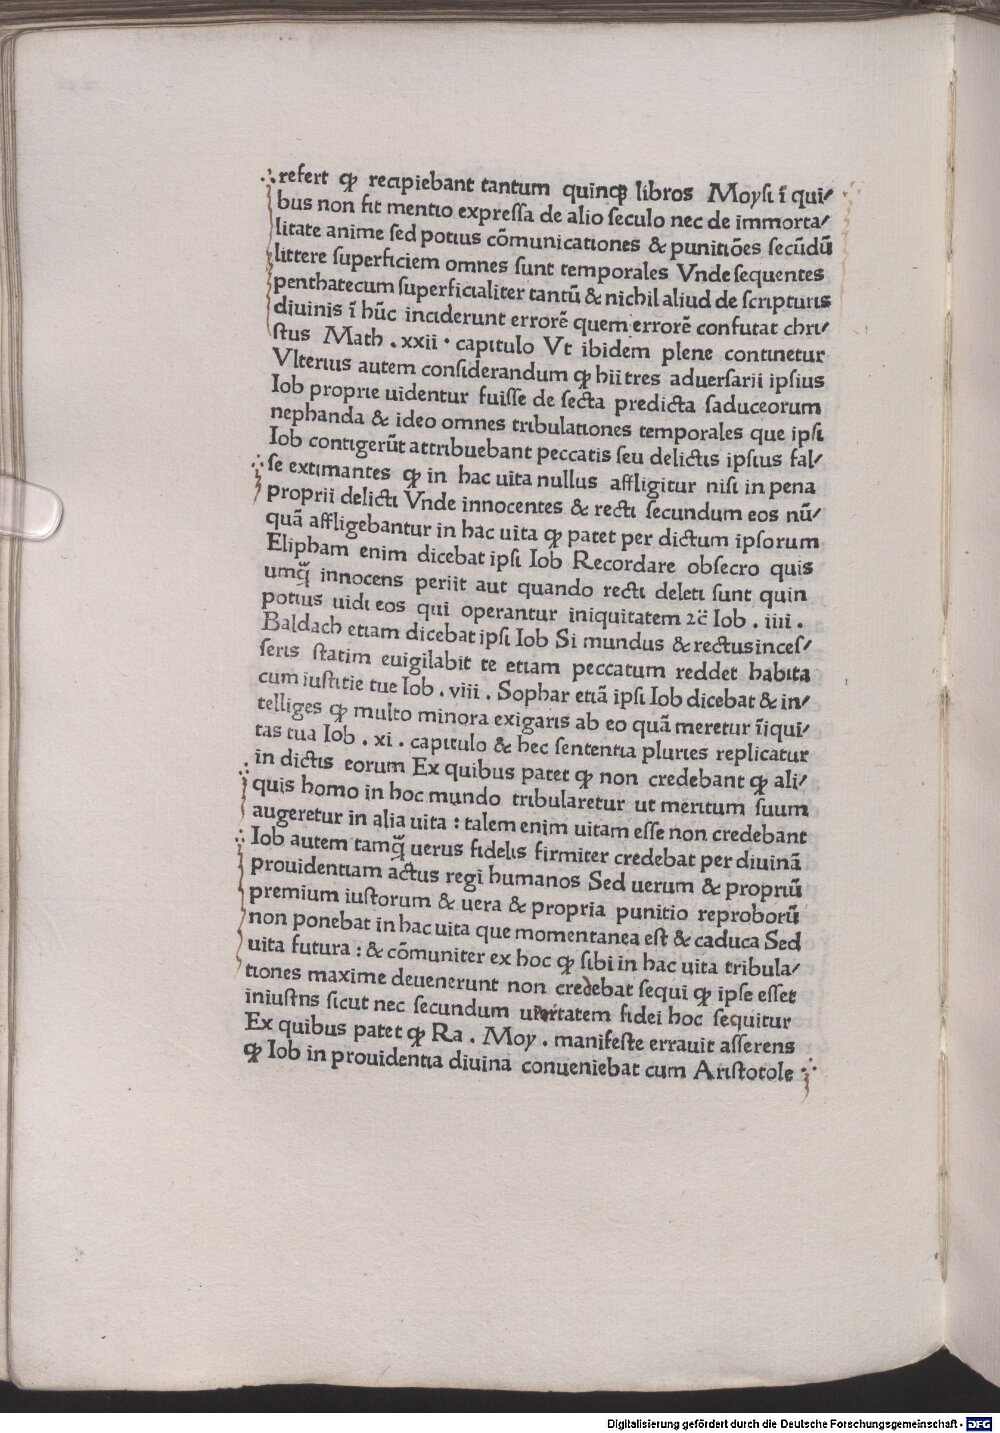 refert ꝙ recipiebant tantum quinqꝫ libros Moysi ī qui/
bus non fit mentio expressa de alio seculo nec de immorta/
litate anime sed potius cōmunicationes & punitiōes secūdū
littere superficiem omnes sunt temporales Vnde sequentes
penthatecum superficialiter tantū & nichil aliud de scripturis
diuinis ī hūc inciderunt errorē quem errorē confutat chri/
stus Math . xxii . capitulo Vt ibidem plene continetur
Vlterius autem considerandum ꝙ hii tres aduersarii ipsius
Iob proprie uidentur fuisse de secta predicta saduceorum
nephanda & ideo omnes tribulationes temporales que ipsi
Iob contigerūt attribuebant peccatis seu delictis ipsius fal/
se extimantes ꝙ in hac uita nullus affligitur nisi in pena
proprii delicti Vnde innocentes & recti secundum eos nū/
quā affligebantur in hac uita ꝙ patet per dictum ipsorum
Elipham enim dicebat ipsi Iob Recordare obsecro quis
umq̄ innocens periit aut quando recti deleti sunt quin
potius uidi eos qui operantur iniquitatem ⁊c̄ Iob . iiii .
Baldach etiam dicebat ipsi Iob Si mundus & rectus inces/
seris statim euigilabit te etiam peccatum reddet habita
cum iustitie tue Iob . viii . Sophar etiā ipsi Iob dicebat & in/
telliges ꝙ multo minora exigaris ab eo quā meretur īiqui/
tas tua Iob . xi . capitulo & hec sententia pluries replicatur
in dictis eorum Ex quibus patet ꝙ non credebant ꝙ ali/
quis homo in hoc mundo tribularetur ut meritum suum
augeretur in alia uita : talem enim uitam esse non credebant
Iob autem tamq̄ uerus fidelis firmiter credebat per diuinā
prouidentiam actus regi humanos Sed uerum & propriū
premium iustorum & uera & propria punitio reproborū
non ponebat in hac uita que momentanea est & caduca Sed
uita futura : & cōmuniter ex hoc ꝙ sibi in hac uita tribula/
tiones maxime deuenerunt non credebat sequi ꝙ ipse esset
iniustns sicut nec secundum ueritatem fidei hoc sequitur
Ex quibus patet ꝙ Ra . Moy . manifeste errauit asserens
ꝙ Iob in prouidentia diuina conueniebat cum Aristotole
Digitalisierung gefördert durch die Deutsche Forschungsgemeinschaft - DFG